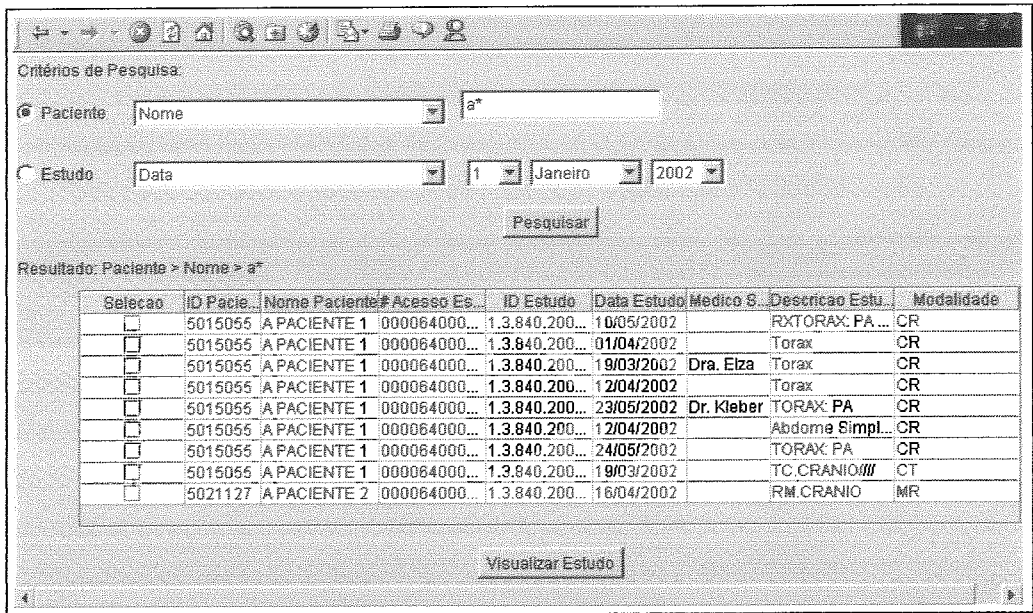 Critérios de Pesquisa:
Paciente Nome a*
Estudo Data 1 Janeiro 2002
Pesquisar
Resultado: Paciente > Nome > a*
Selecao ID Pacie... Nome Paciente # Acesso Es... ID Estudo Data Estudo Medico S... Descricao Estu... Modalidade
5015055 A PACIENTE 1 000064000... 1.3.840.200... 10/05/2002 RXTORAX: PA ... CR
5015055 A PACIENTE 1 000064000... 1.3.840.200... 01/04/2002 Torax CR
5015055 A PACIENTE 1 000064000... 1.3.840.200... 19/03/2002 Dra. Elza Torax CR
5015055 A PACIENTE 1 000064000... 1.3.840.200... 12/04/2002 Torax CR
5015055 A PACIENTE 1 000064000... 1.3.840.200... 23/05/2002 Dr. Kleber TORAX: PA CR
5015055 A PACIENTE 1 000064000... 1.3.840.200... 12/04/2002 Abdome Simpl... CR
5015055 A PACIENTE 1 000064000... 1.3.840.200... 24/05/2002 TORAX: PA CR
5015055 A PACIENTE 1 000064000... 1.3.840.200... 19/03/2002 TC.CRANIO//// CT
5021127 A PACIENTE 2 000064000... 1.3.840.200... 16/04/2002 RM.CRANIO MR
Visualizar Estudo